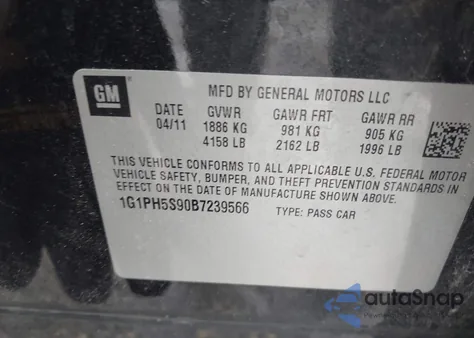 GM
MFD BY GENERAL MOTORS LLC
DATE GVWR GAWR FRT GAWR RR
04/11 1886 KG 981 KG 905 KG
4158 LB 2162 LB 1996 LB
THIS VEHICLE CONFORMS TO ALL APPLICABLE U.S. FEDERAL MOTOR
VEHICLE SAFETY, BUMPER, AND THEFT PREVENTION STANDARDS IN
EFFECT ON THE DATE OF MANUFACTURE SHOWN ABOVE.
1G1PH5S90B7239566 TYPE: PASS CAR
autaSnap